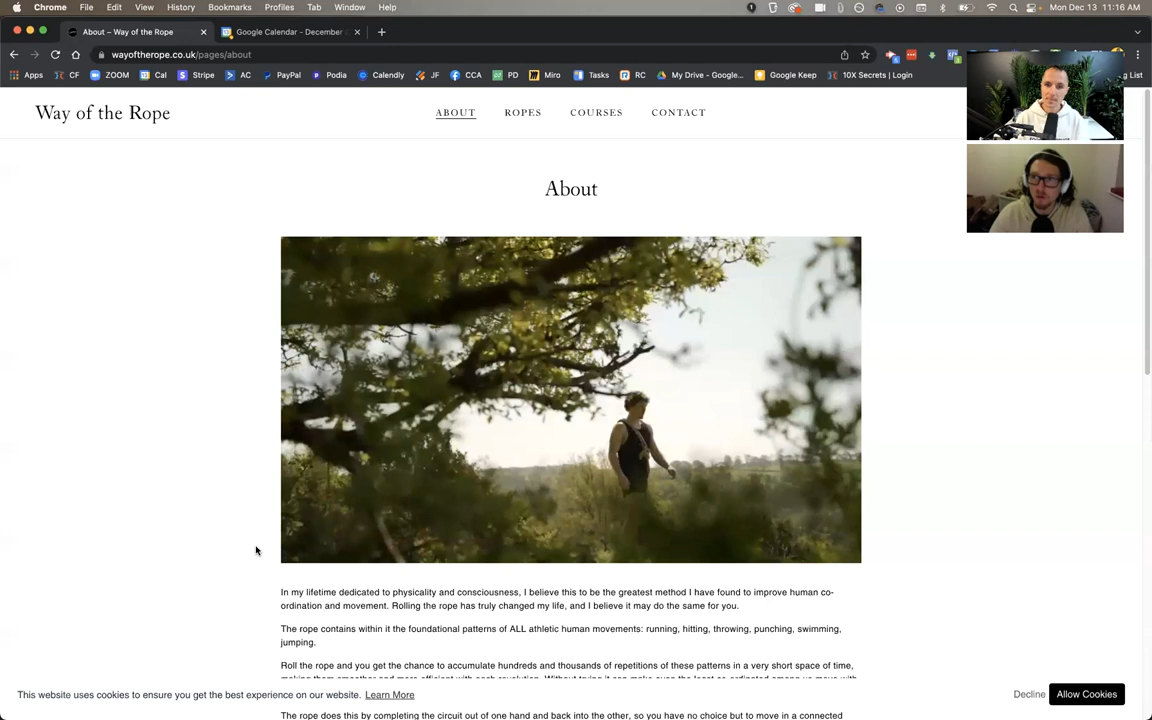 Chrome File Edit View History Bookmarks Profiles Tab Window Help Mon Dec 13 11:16 AM
About – Way of the Rope Google Calendar - December
wayoftherope.co.uk/pages/about
Apps CF ZOOM Cal Stripe AC PayPal Podia Calendly JF CCA PD Miro Tasks RC My Drive - Google... Google Keep 10X Secrets | Login List
Way of the Rope ABOUT ROPES COURSES CONTACT
About
In my lifetime dedicated to physicality and consciousness, I believe this to be the greatest method I have found to improve human co-
ordination and movement. Rolling the rope has truly changed my life, and I believe it may do the same for you.
The rope contains within it the foundational patterns of ALL athletic human movements: running, hitting, throwing, punching, swimming,
jumping.
Roll the rope and you get the chance to accumulate hundreds and thousands of repetitions of these patterns in a very short space of time,
This website uses cookies to ensure you get the best experience on our website. Learn More Decline Allow Cookies
The rope does this by completing the circuit out of one hand and back into the other, so you have no choice but to move in a connected